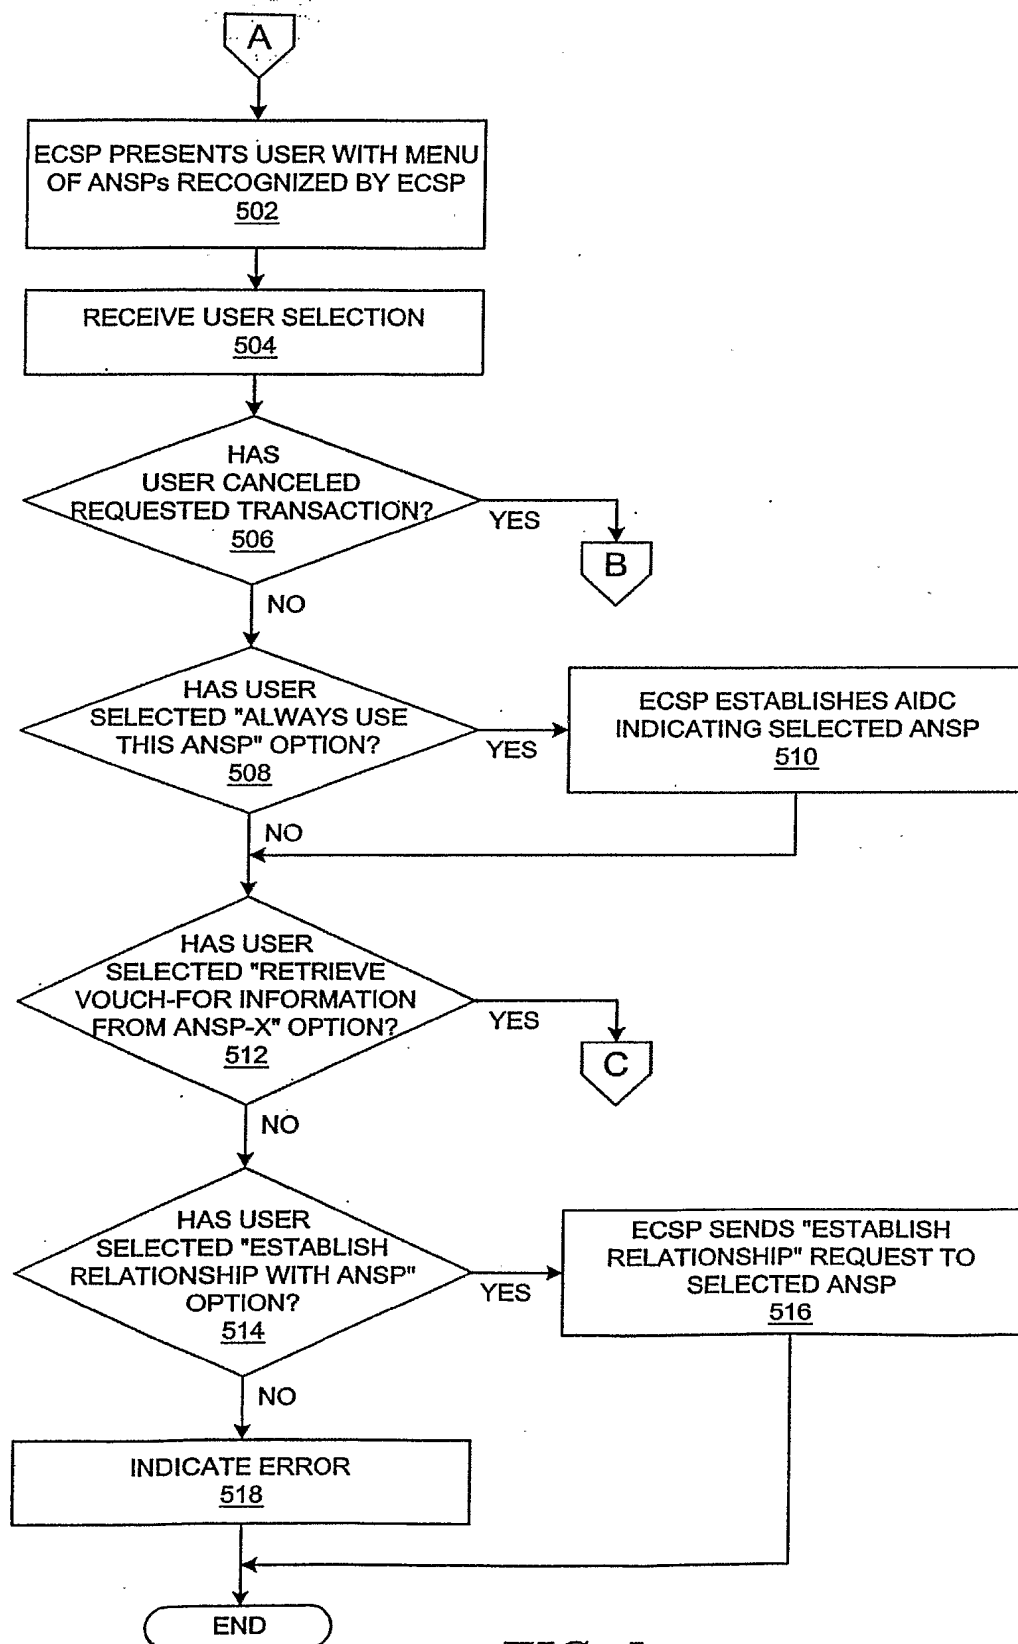 A
ECSP PRESENTS USER WITH MENU
OF ANSPs RECOGNIZED BY ECSP
502
RECEIVE USER SELECTION
504
HAS
USER CANCELED
REQUESTED TRANSACTION?
506
YES
B
NO
HAS USER
SELECTED "ALWAYS USE
THIS ANSP" OPTION?
508
YES
ECSP ESTABLISHES AIDC
INDICATING SELECTED ANSP
510
NO
HAS USER
SELECTED "RETRIEVE
VOUCH-FOR INFORMATION
FROM ANSP-X" OPTION?
512
YES
C
NO
HAS USER
SELECTED "ESTABLISH
RELATIONSHIP WITH ANSP"
OPTION?
514
YES
ECSP SENDS "ESTABLISH
RELATIONSHIP" REQUEST TO
SELECTED ANSP
516
NO
INDICATE ERROR
518
END